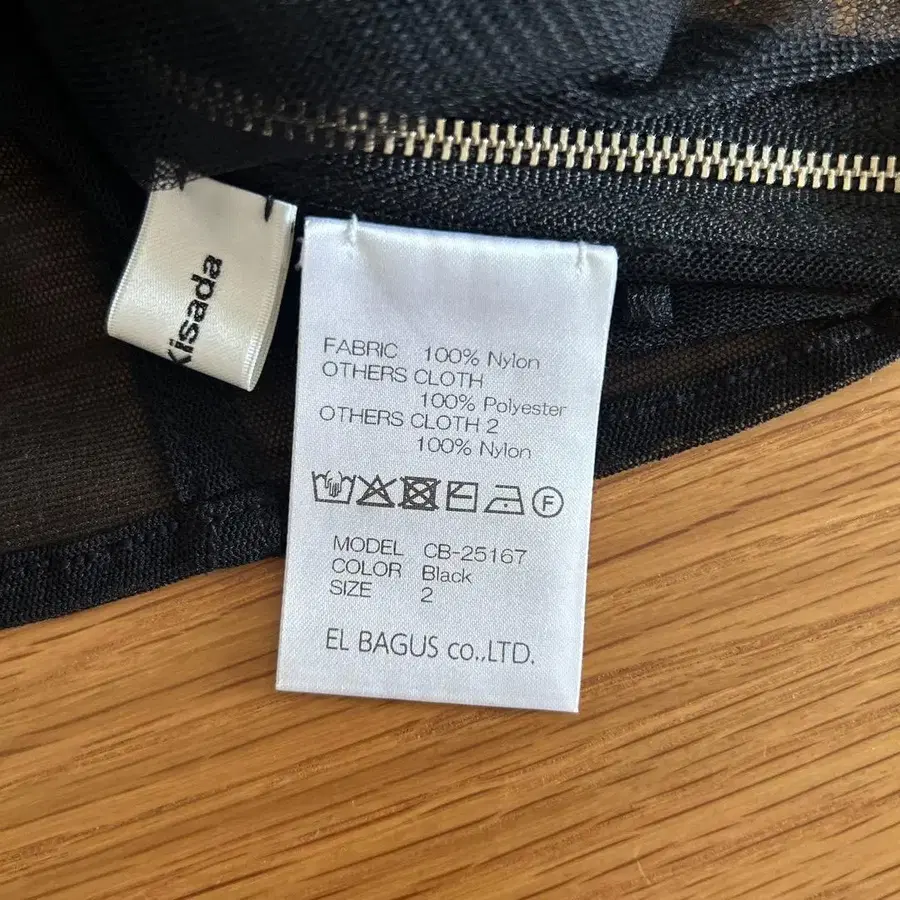 kisada
FABRIC 100% Nylon
OTHERS CLOTH
100% Polyester
OTHERS CLOTH 2
100% Nylon
F
MODEL CB-25167
COLOR Black
SIZE 2
EL BAGUS co.,LTD.